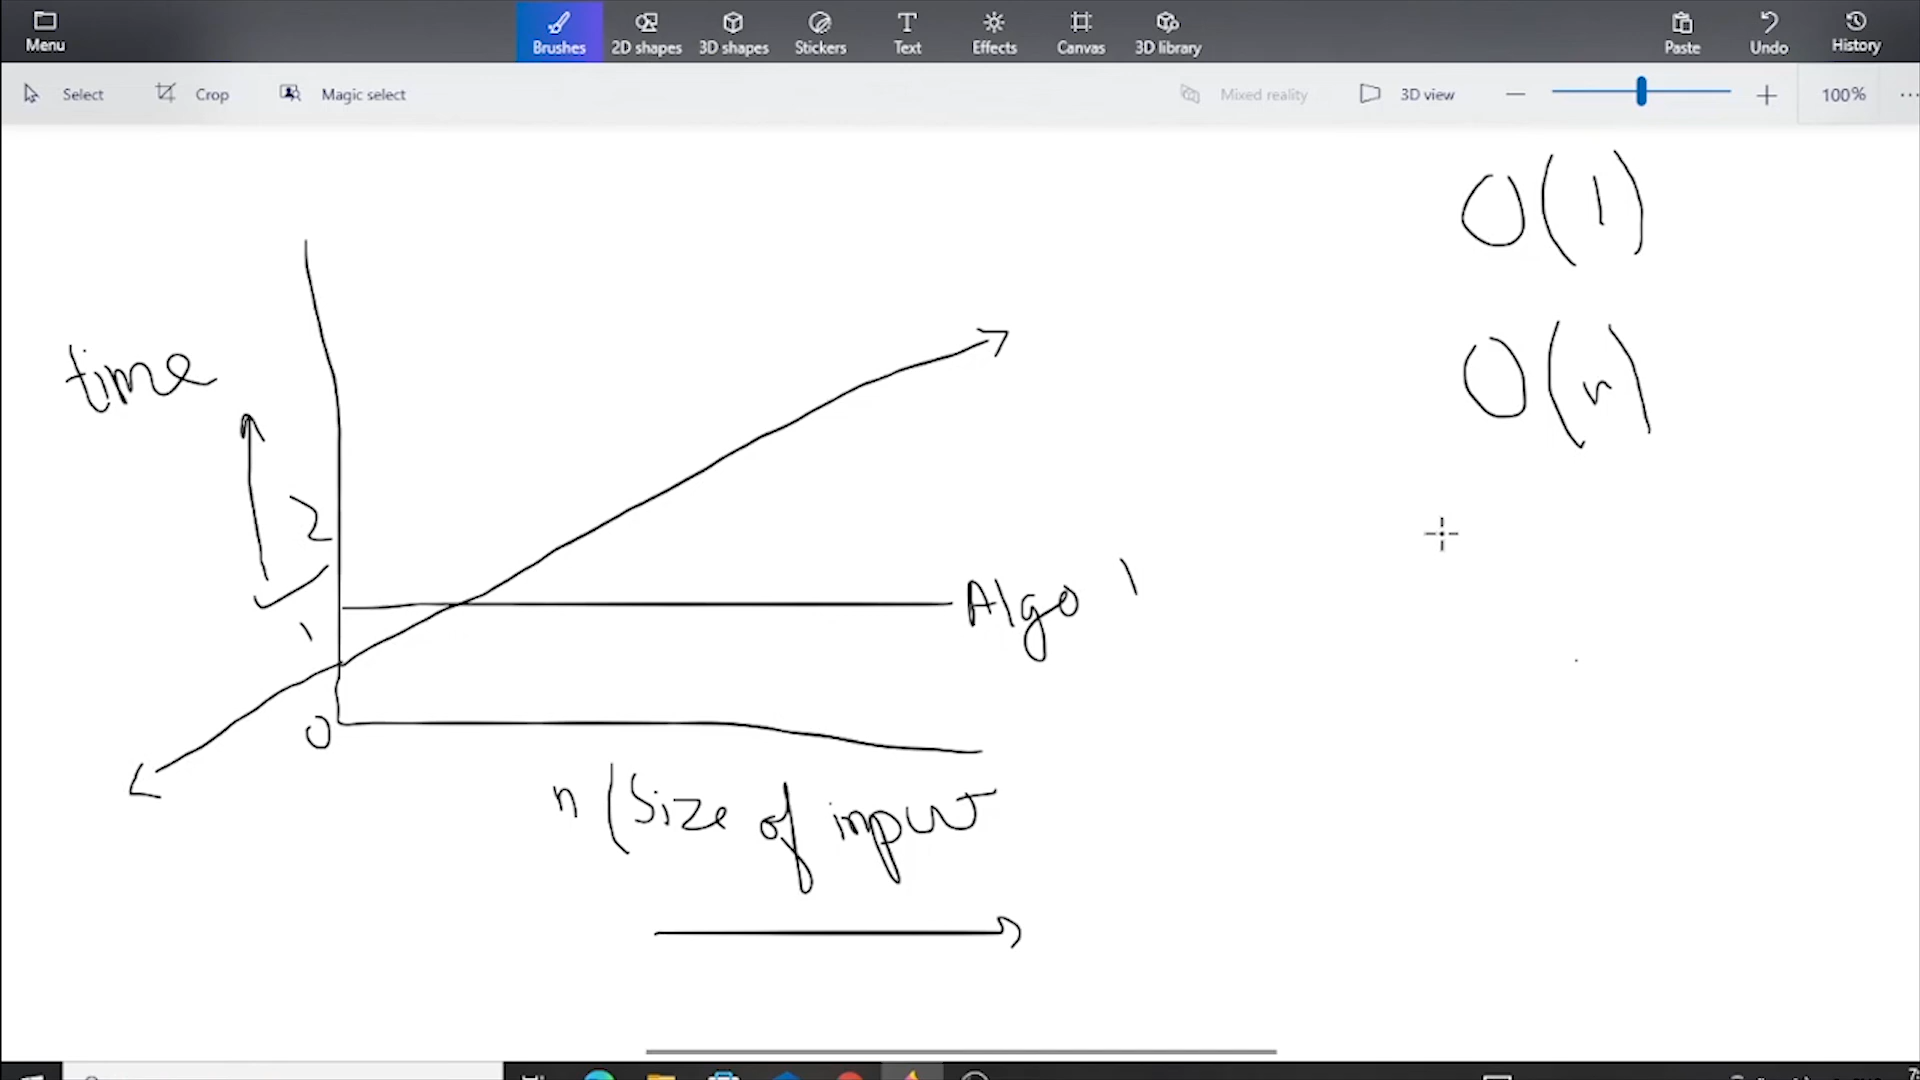 Menu
Brushes
2D shapes
3D shapes
Stickers
Text
Effects
Canvas
3D library
Paste
Undo
History
Select
Crop
Magic select
Mixed reality
3D view
100%
O(1)
O(n)
time
2
1
0
Algo 1
n (Size of input